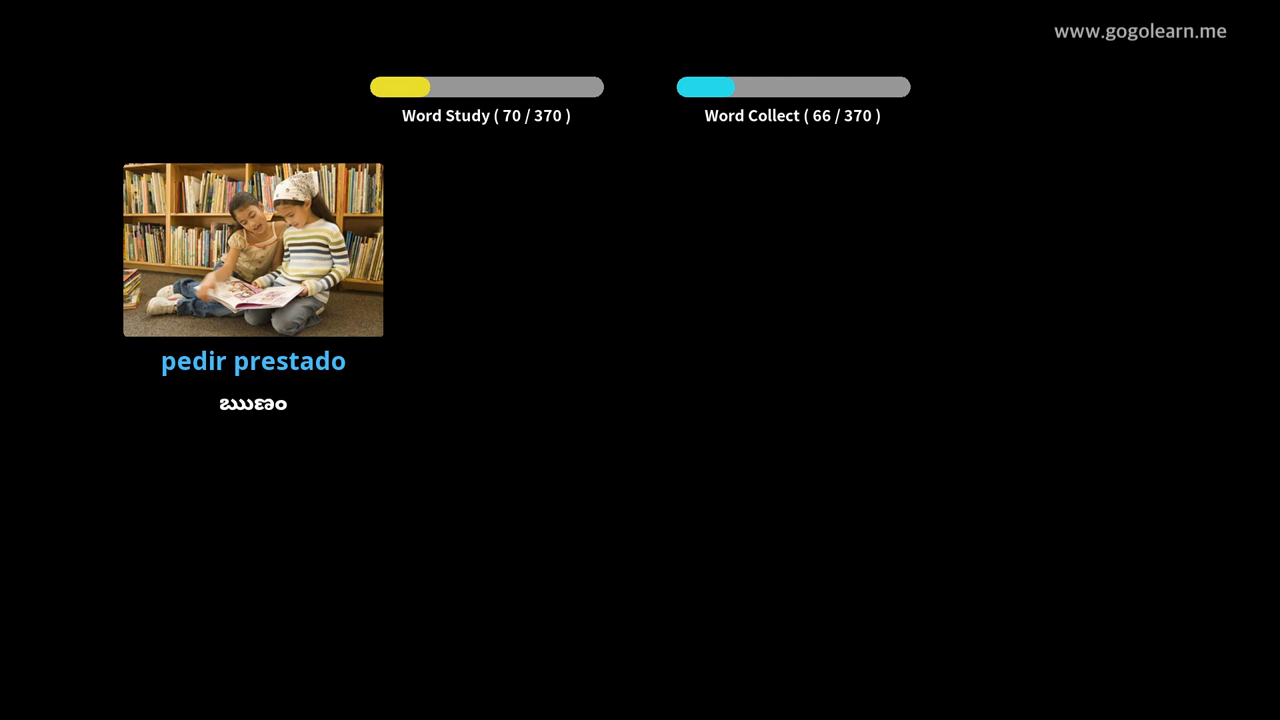 www.gogolearn.me
Word Study ( 70 / 370 )
Word Collect ( 66 / 370 )
pedir prestado
ఋణం